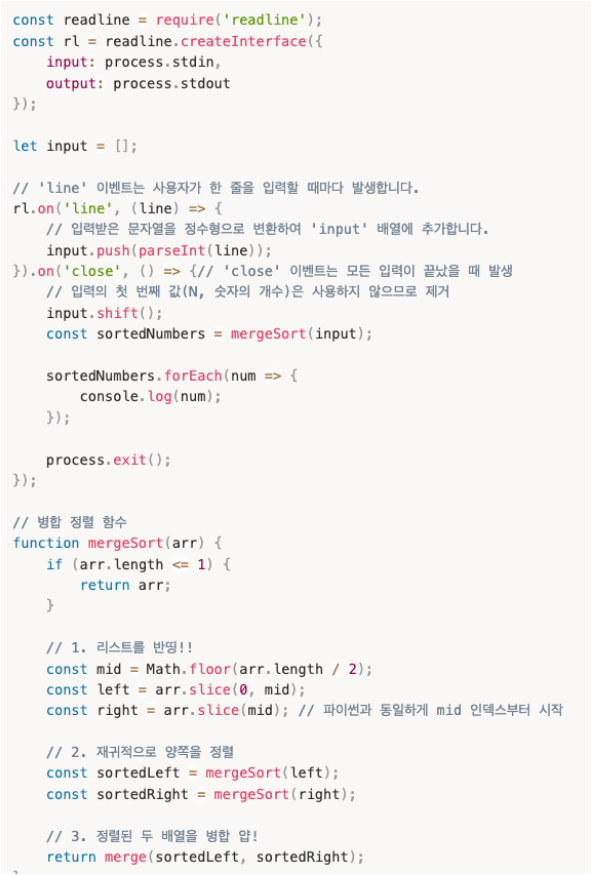 const readline = require('readline');
const rl = readline.createInterface({
    input: process.stdin,
    output: process.stdout
});

let input = [];

// 'line' 이벤트는 사용자가 한 줄을 입력할 때마다 발생합니다.
rl.on('line', (line) => {
    // 입력받은 문자열을 정수형으로 변환하여 'input' 배열에 추가합니다.
    input.push(parseInt(line));
}).on('close', () => {// 'close' 이벤트는 모든 입력이 끝났을 때 발생
    // 입력의 첫 번째 값(N, 숫자의 개수)은 사용하지 않으므로 제거
    input.shift();
    const sortedNumbers = mergeSort(input);

    sortedNumbers.forEach(num => {
        console.log(num);
    });

    process.exit();
});

// 병합 정렬 함수
function mergeSort(arr) {
    if (arr.length <= 1) {
        return arr;
    }

    // 1. 리스트를 반띵!!
    const mid = Math.floor(arr.length / 2);
    const left = arr.slice(0, mid);
    const right = arr.slice(mid); // 파이썬과 동일하게 mid 인덱스부터 시작

    // 2. 재귀적으로 양쪽을 정렬
    const sortedLeft = mergeSort(left);
    const sortedRight = mergeSort(right);

    // 3. 정렬된 두 배열을 병합 얍!
    return merge(sortedLeft, sortedRight);